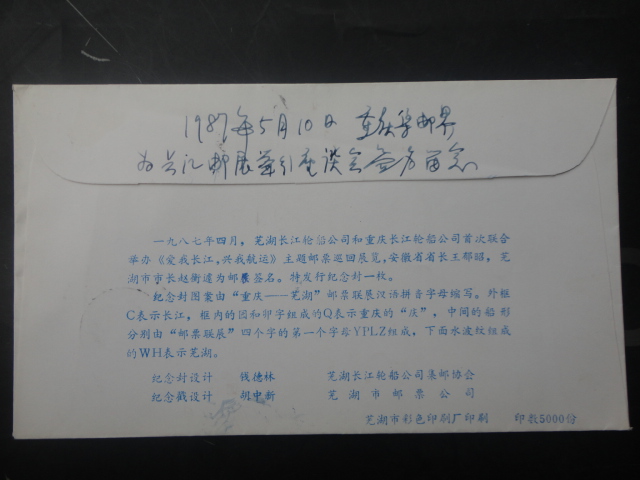 1987年5月10日 重庆集邮界
为长江邮展举行座谈会签名留念
一九八七年四月，芜湖长江轮船公司和重庆长江轮船公司首次联合
举办《爱我长江，兴我航运》主题邮票巡回展览，安徽省省长王郁昭，芜
湖市市长赵街逵为邮展签名。特发行纪念封一枚。
纪念封图案由“重庆——芜湖”邮票联展汉语拼音字母缩写。外框
C表示长江，框内的园和卯字组成的Q表示重庆的“庆”，中间的船形
分别由“邮票联展”四个字的第一个字母YPLZ组成，下面水波纹组成
的WH表示芜湖。
纪念封设计 钱德林 芜湖长江轮船公司集邮协会
纪念戳设计 胡申新 芜湖市邮票公司
芜湖市彩色印刷厂印刷 印数5000份